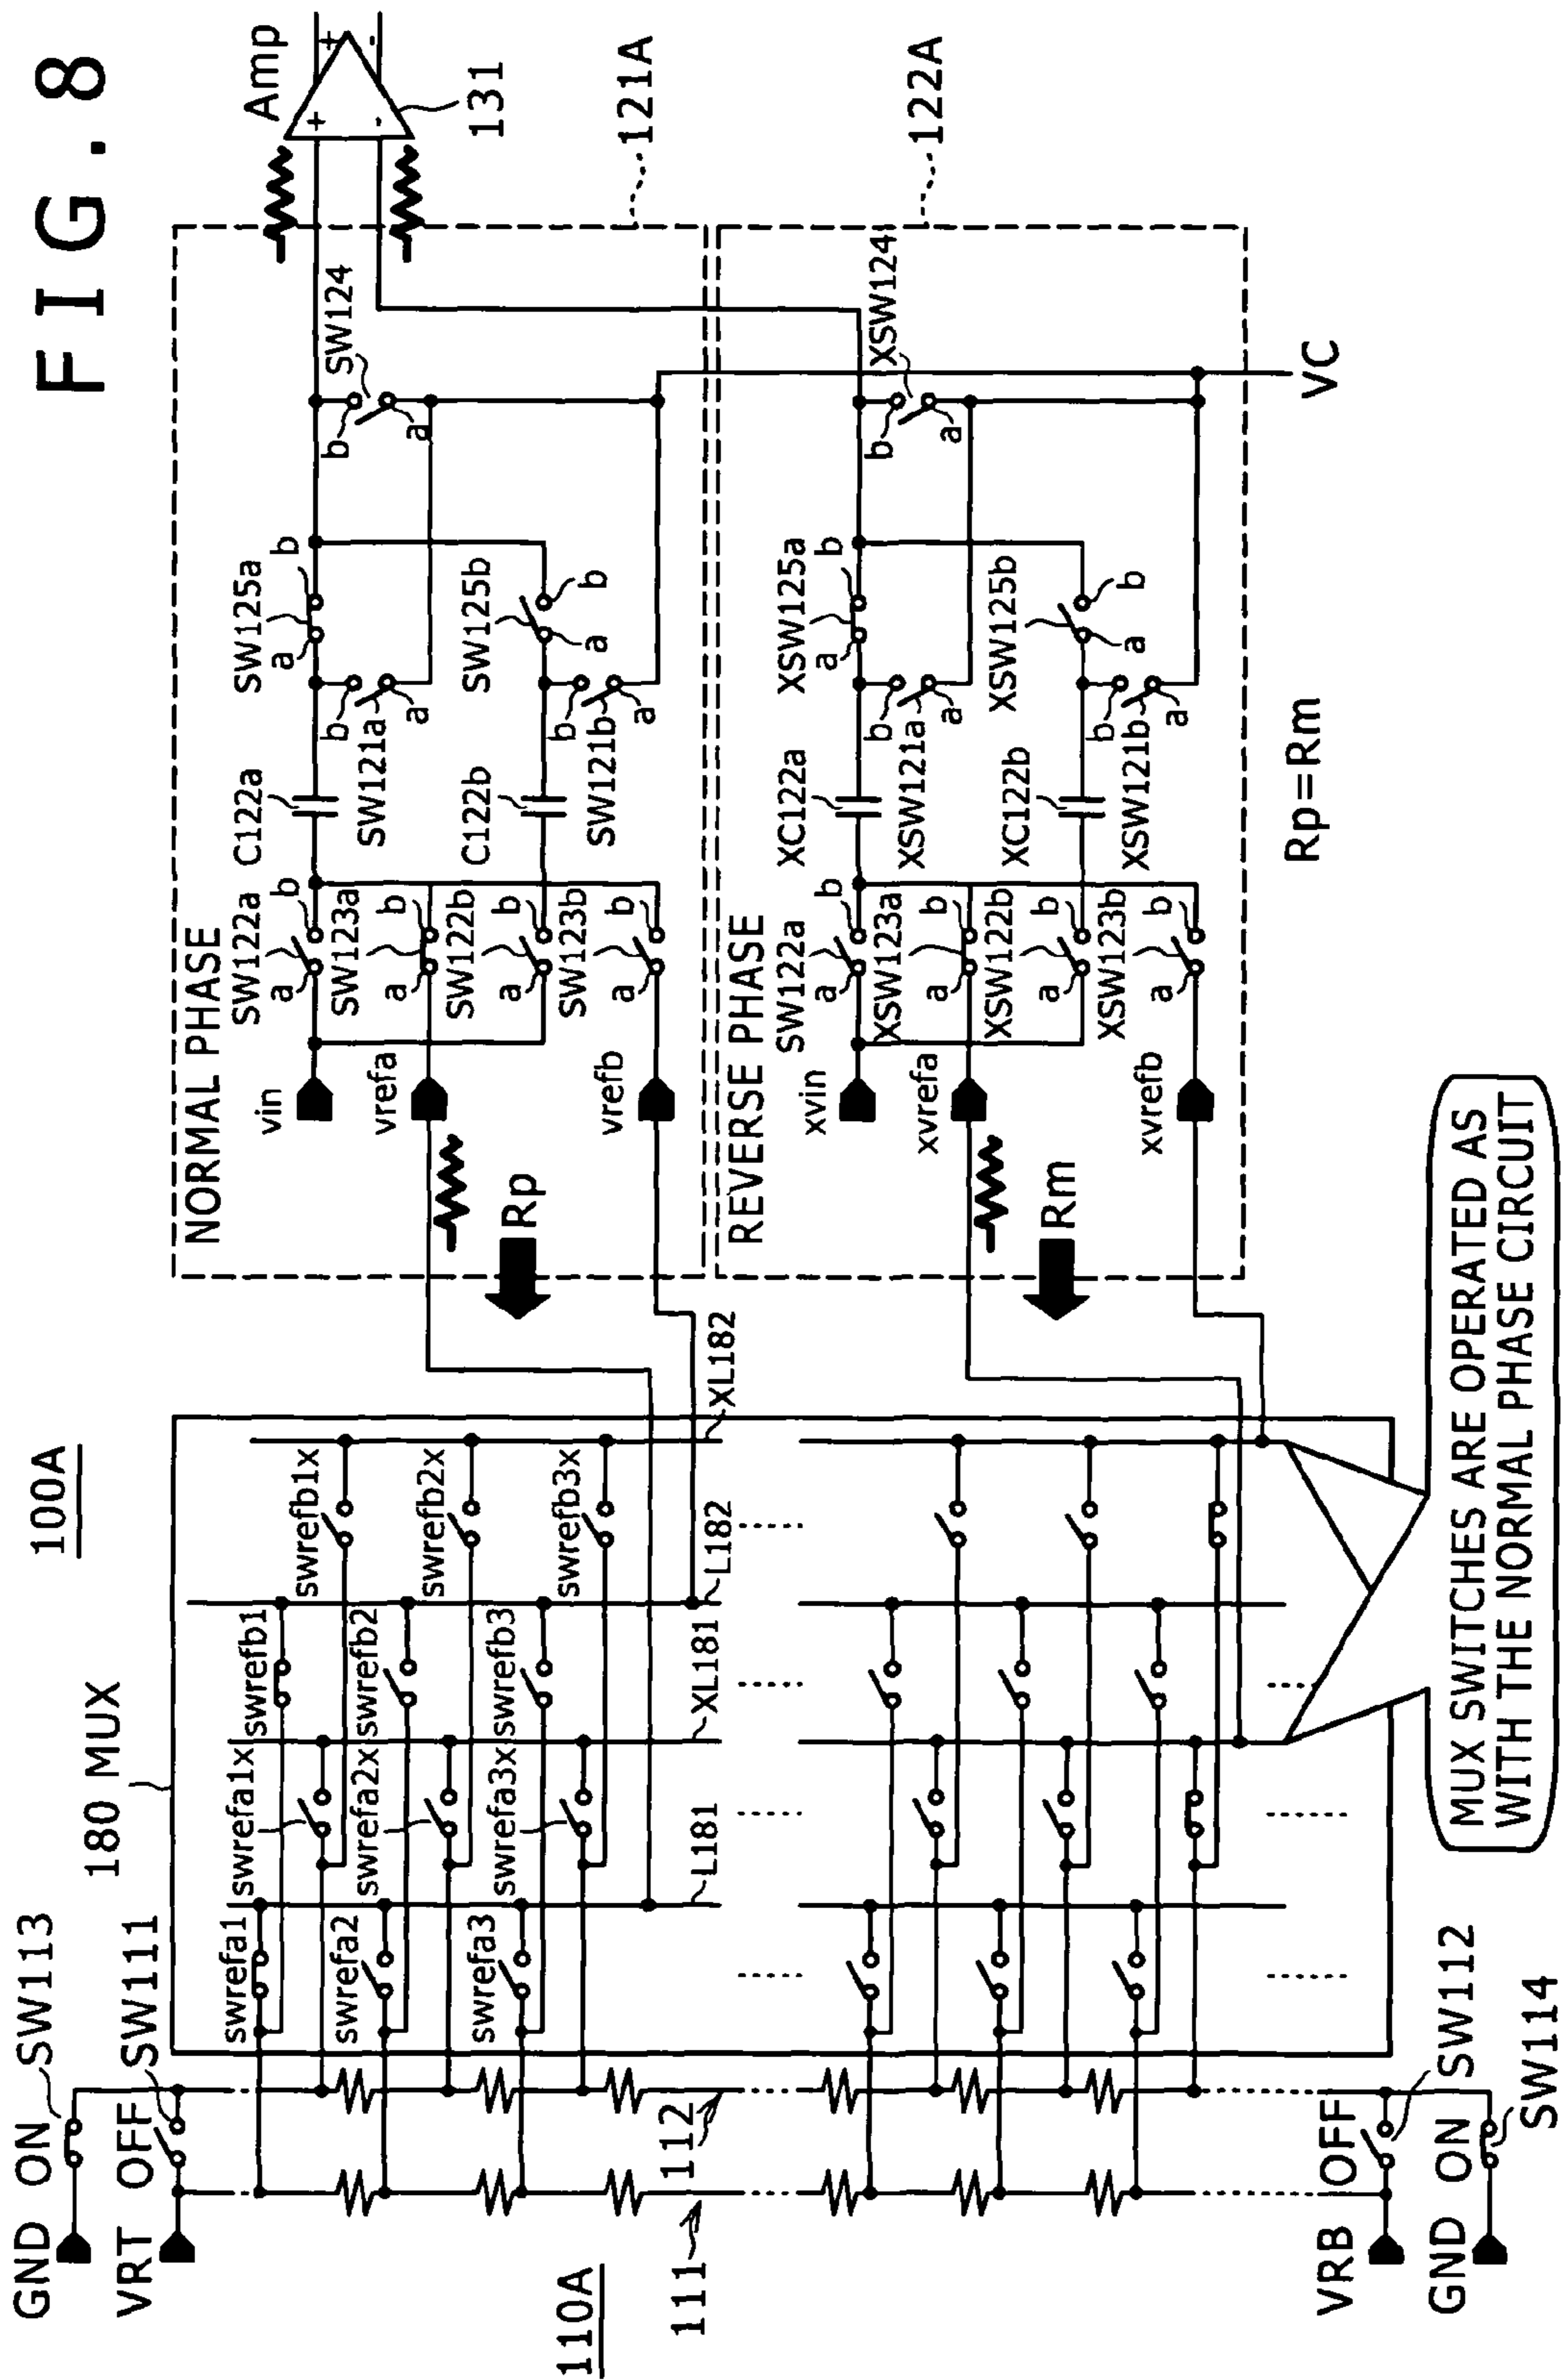 FIG. 8
100A
180 MUX
GND ON SW113
VRT OFF SW111
110A
111
112
VRB OFF SW112
GND ON SW114
swrefa1
swrefa2
swrefa3
L181
swrefa1x
swrefa2x
swrefa3x
XL181
swrefb1
swrefb2
swrefb3
L182
swrefb1x
swrefb2x
swrefb3x
XL182
MUX SWITCHES ARE OPERATED AS
WITH THE NORMAL PHASE CIRCUIT
NORMAL PHASE
vin
vrefa
vrefb
Rp
SW122a
a
b
SW123a
a
b
SW122b
a
b
SW123b
a
b
C122a
C122b
SW121a
b
a
SW121b
b
a
SW125a
a
b
SW125b
a
b
SW124
b
a
Amp
+
-
+
-
131
121A
REVERSE PHASE
xvin
xvrefa
xvrefb
Rm
SW122a
a
b
XSW123a
a
b
XSW122b
a
b
XSW123b
a
b
XC122a
XC122b
XSW121a
b
a
XSW121b
b
a
XSW125a
a
b
XSW125b
a
b
XSW124
b
a
122A
VC
Rp=Rm